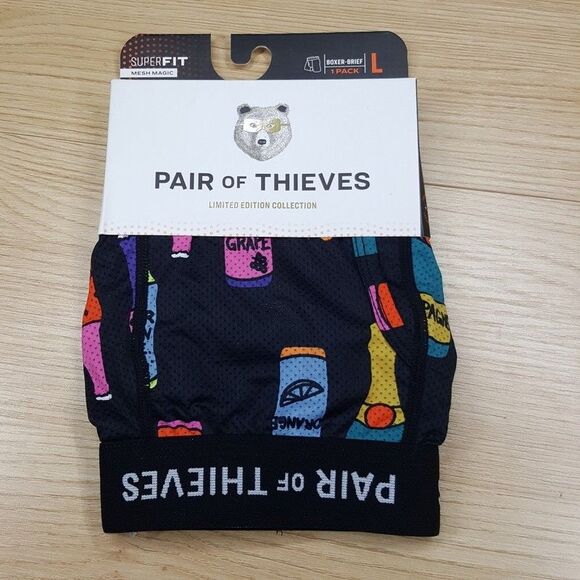 SUPERFIT
MESH MAGIC
BOXER-BRIEF
1 PACK
L
PAIR OF THIEVES
LIMITED EDITION COLLECTION
GRAPE
ORANGE
PAIR OF THIEVES